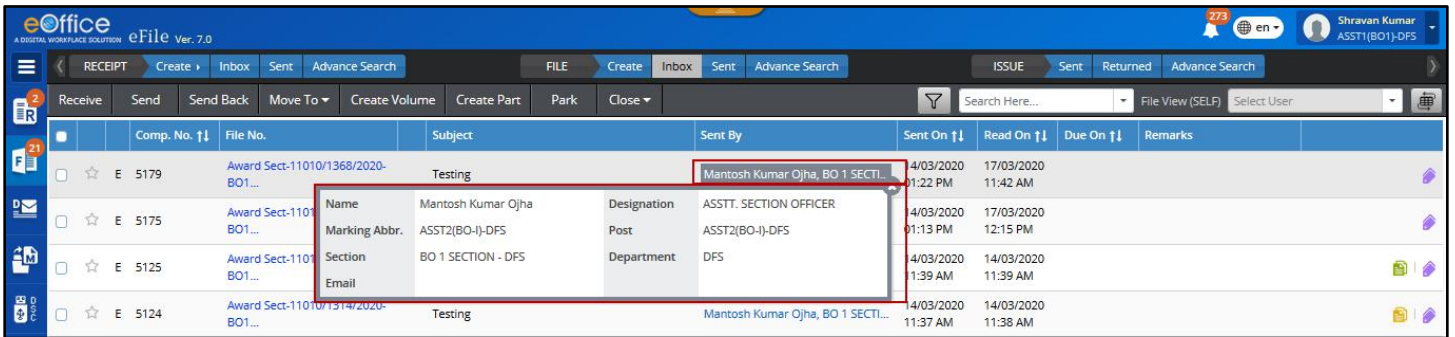 eOffice
A DIGITAL WORKPLACE SOLUTION eFile Ver. 7.0
273
en
Shravan Kumar
ASST1(BO1)-DFS
RECEIPT Create Inbox Sent Advance Search FILE Create Inbox Sent Advance Search ISSUE Sent Returned Advance Search
2
R
Receive Send Send Back Move To Create Volume Create Part Park Close Search Here... File View (SELF) Select User
Comp. No. File No. Subject Sent By Sent On Read On Due On Remarks
21
F
E 5179 Award Sect-11010/1368/2020-BO1... Testing Mantosh Kumar Ojha, BO 1 SECTI... 14/03/2020 01:22 PM 17/03/2020 11:42 AM
Name Mantosh Kumar Ojha Designation ASSTT. SECTION OFFICER
Marking Abbr. ASST2(BO-I)-DFS Post ASST2(BO-I)-DFS
Section BO 1 SECTION - DFS Department DFS
Email
D
E 5175 Award Sect-1101 BO1... 14/03/2020 01:13 PM 17/03/2020 12:15 PM
M
E 5125 Award Sect-1101 BO1... 14/03/2020 11:39 AM 14/03/2020 11:39 AM
DSC
E 5124 Award Sect-11010/1314/2020-BO1... Testing Mantosh Kumar Ojha, BO 1 SECTI... 14/03/2020 11:37 AM 14/03/2020 11:38 AM